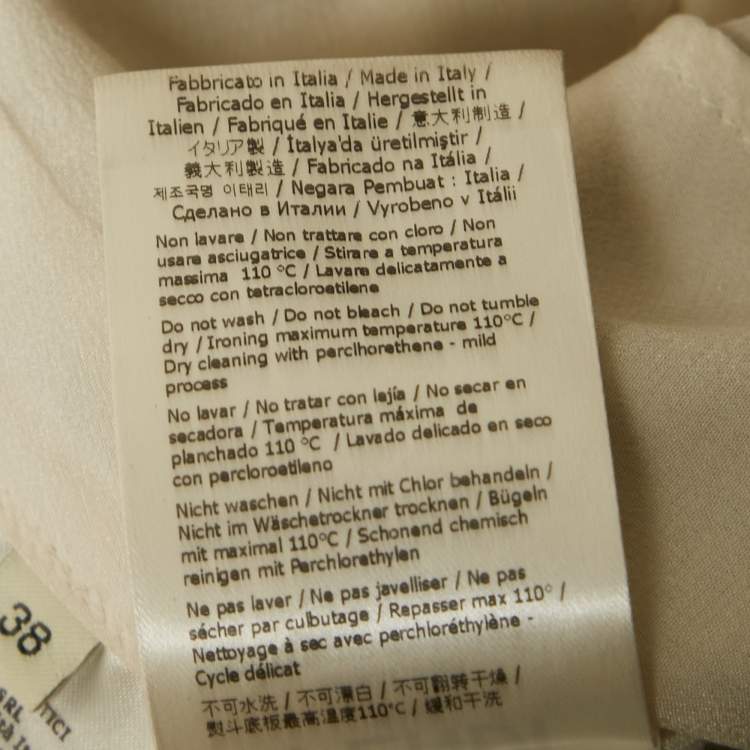 Fabbricato in Italia / Made in Italy /
Fabricado en Italia / Hergestellt in
Italien / Fabriqué en Italie / 意大利制造 /
イタリア製 / İtalya'da üretilmiştir /
義大利製造 / Fabricado na Itália /
제조국명 이태리 / Negara Pembuat : Italia /
Сделано в Италии / Vyrobeno v Itálii
Non lavare / Non trattare con cloro / Non
usare asciugatrice / Stirare a temperatura
massima 110 °C / Lavare delicatamente a
secco con tetracloroetilene
Do not wash / Do not bleach / Do not tumble
dry / Ironing maximum temperature 110°C /
Dry cleaning with perclhorethene - mild
process
No lavar / No tratar con lejía / No secar en
secadora / Temperatura máxima de
planchado 110 °C / Lavado delicado en seco
con percloroetileno
Nicht waschen / Nicht mit Chlor behandeln /
Nicht im Wäschetrockner trocknen / Bügeln
mit maximal 110°C / Schonend chemisch
reinigen mit Perchlorethylen
Ne pas laver / Ne pas javelliser / Ne pas
sécher par culbutage / Repasser max 110° /
Nettoyage à sec avec perchloréthylène -
Cycle délicat
不可水洗 / 不可漂白 / 不可翻转干燥 /
熨斗底板最高温度110°C / 缓和干洗
38
SRL
TICI